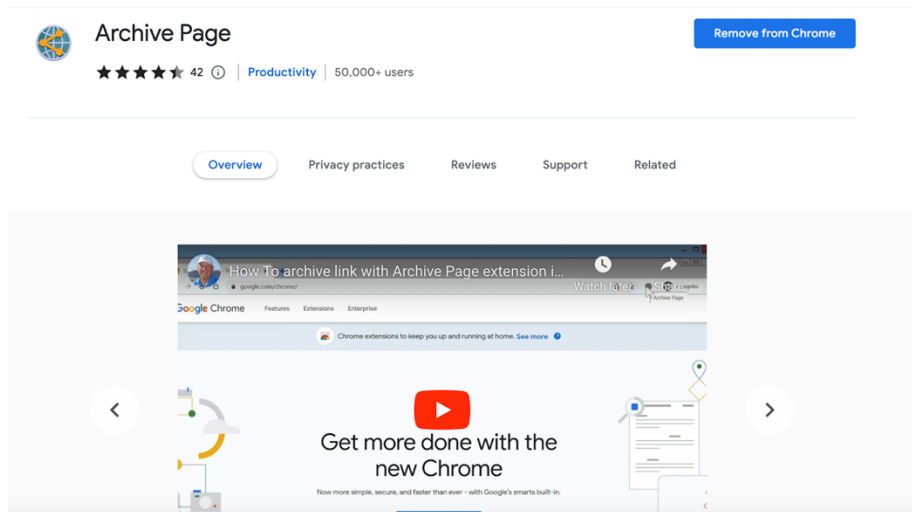 Archive Page
Remove from Chrome
42
Productivity
50,000+ users
Overview
Privacy practices
Reviews
Support
Related
How To archive link with Archive Page extension i...
Watch later
Share
google.com/chrome/
Archive Page
Google Chrome
Features
Extensions
Enterprise
Chrome extensions to keep you up and running at home. See more
Get more done with the
new Chrome
Now more simple, secure, and faster than ever - with Google's smarts built-in.